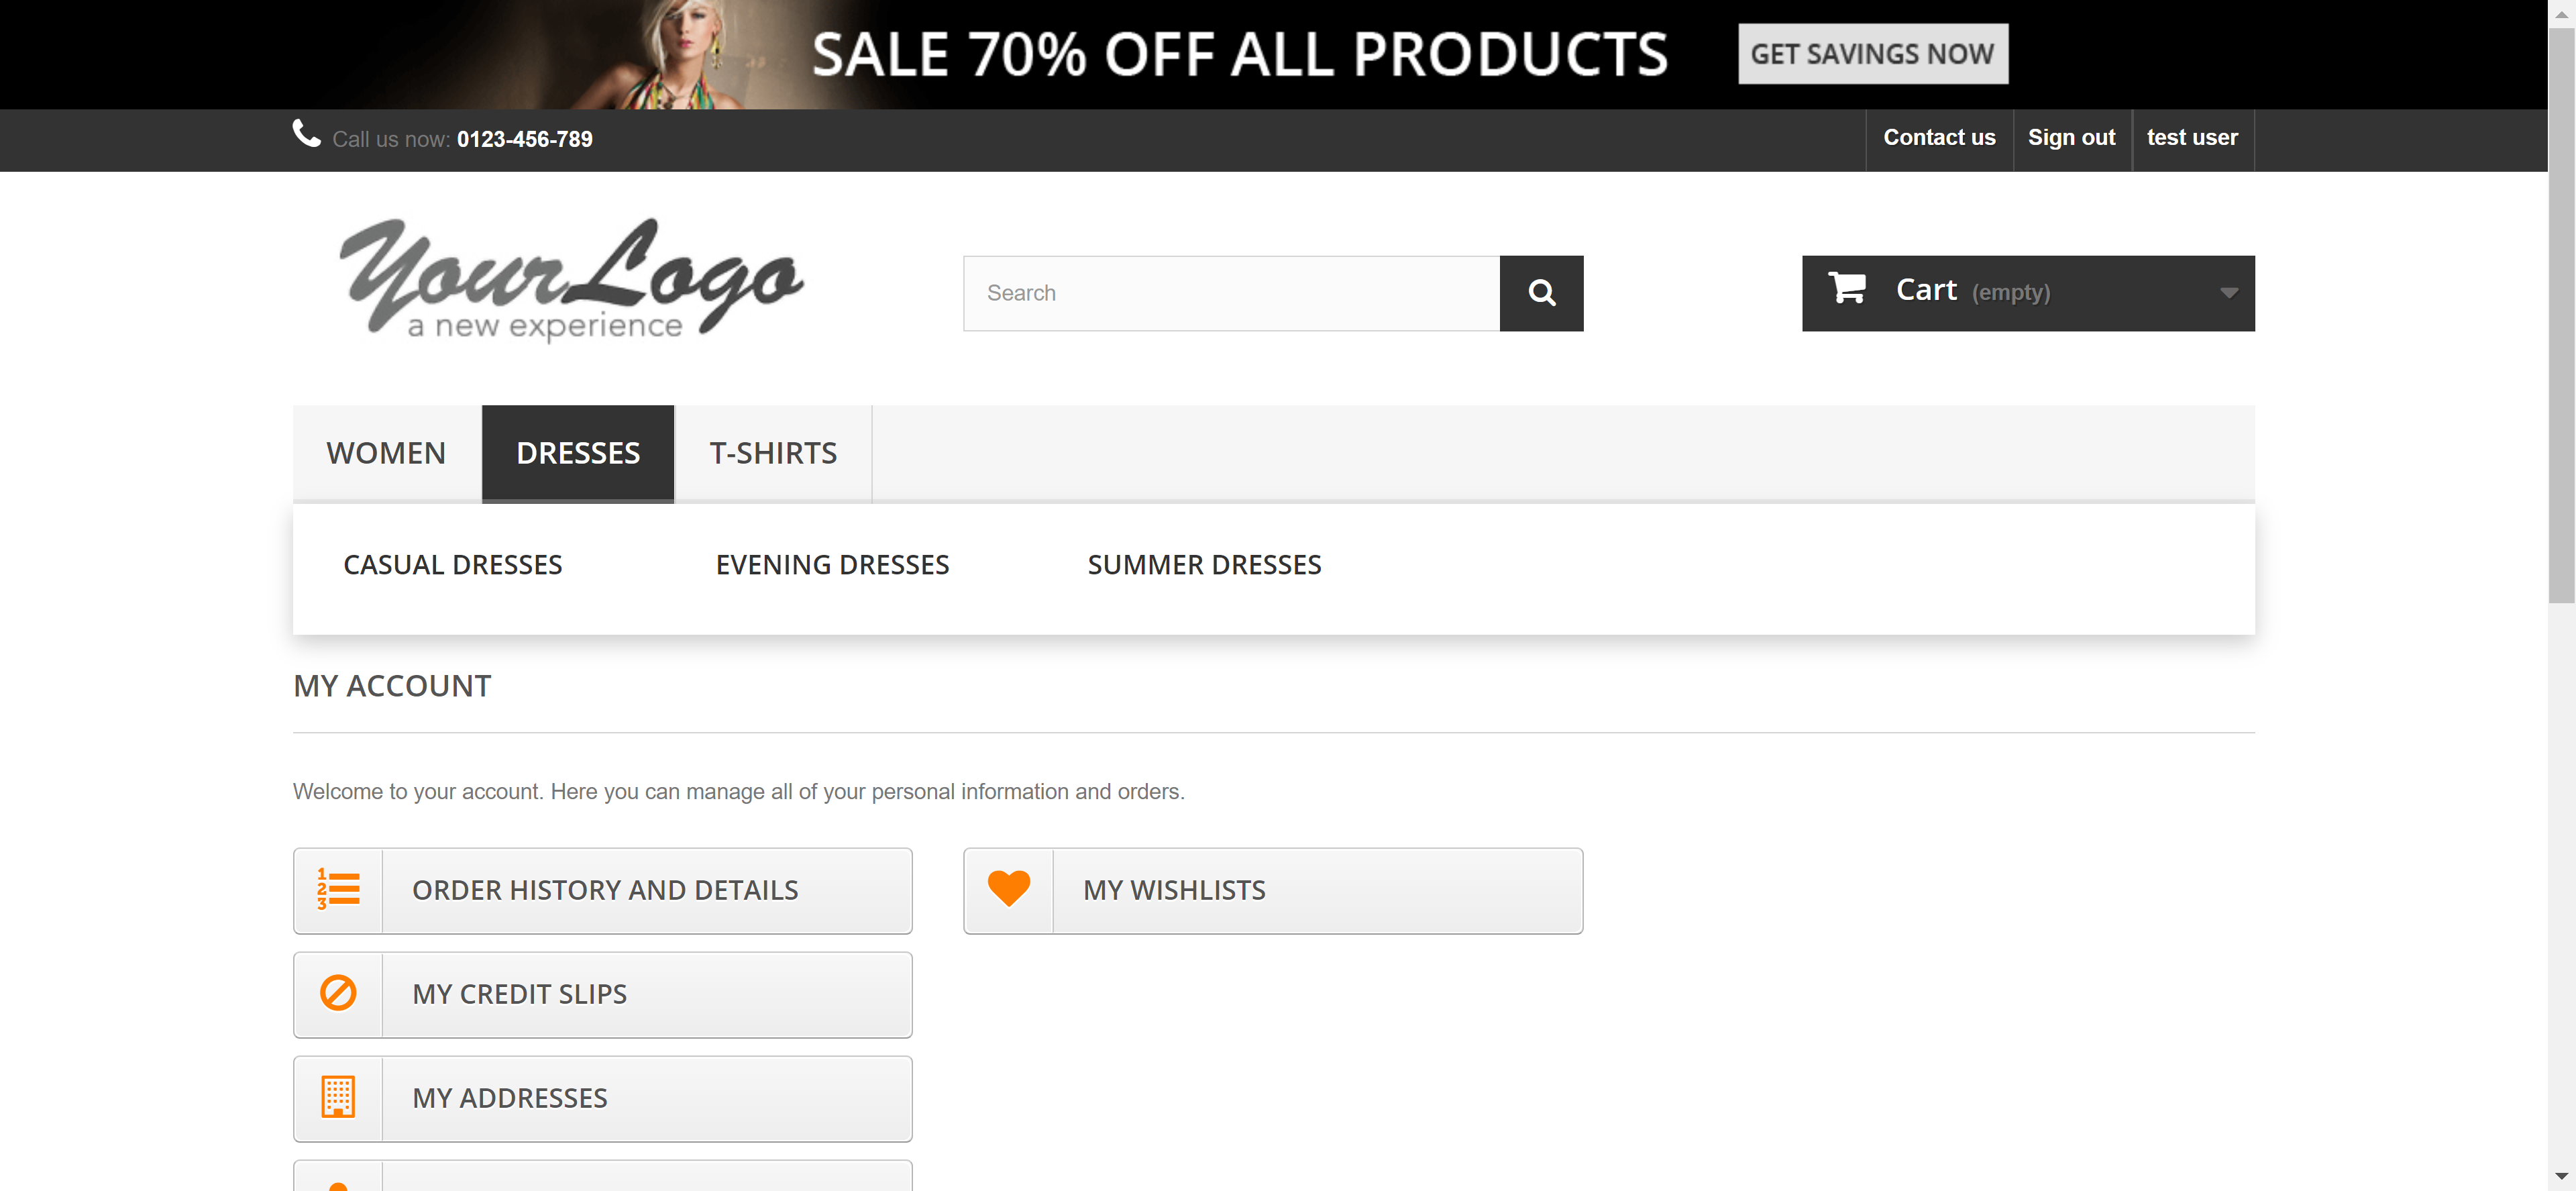 SALE 70% OFF ALL PRODUCTS GET SAVINGS NOW
Call us now: 0123-456-789 Contact us Sign out test user
YourLogo
a new experience
Search
Cart (empty)
WOMEN DRESSES T-SHIRTS
CASUAL DRESSES EVENING DRESSES SUMMER DRESSES
MY ACCOUNT
Welcome to your account. Here you can manage all of your personal information and orders.
1 2 3 ORDER HISTORY AND DETAILS MY WISHLISTS
MY CREDIT SLIPS
MY ADDRESSES